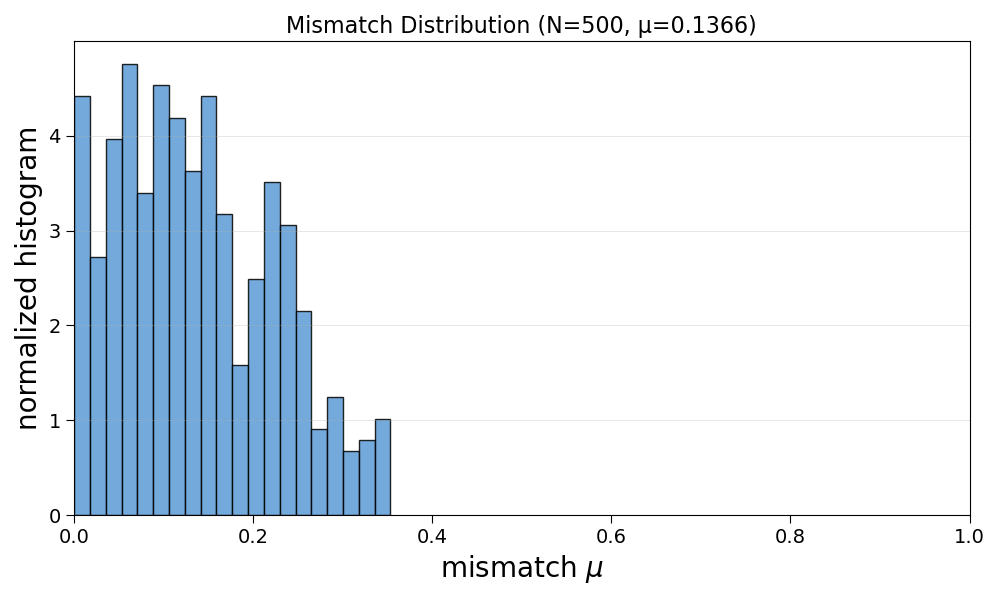 Mismatch Distribution (N=500, μ=0.1366)
normalized histogram
4
3
2
1
0
0.0 0.2 0.4 0.6 0.8 1.0
mismatch μ